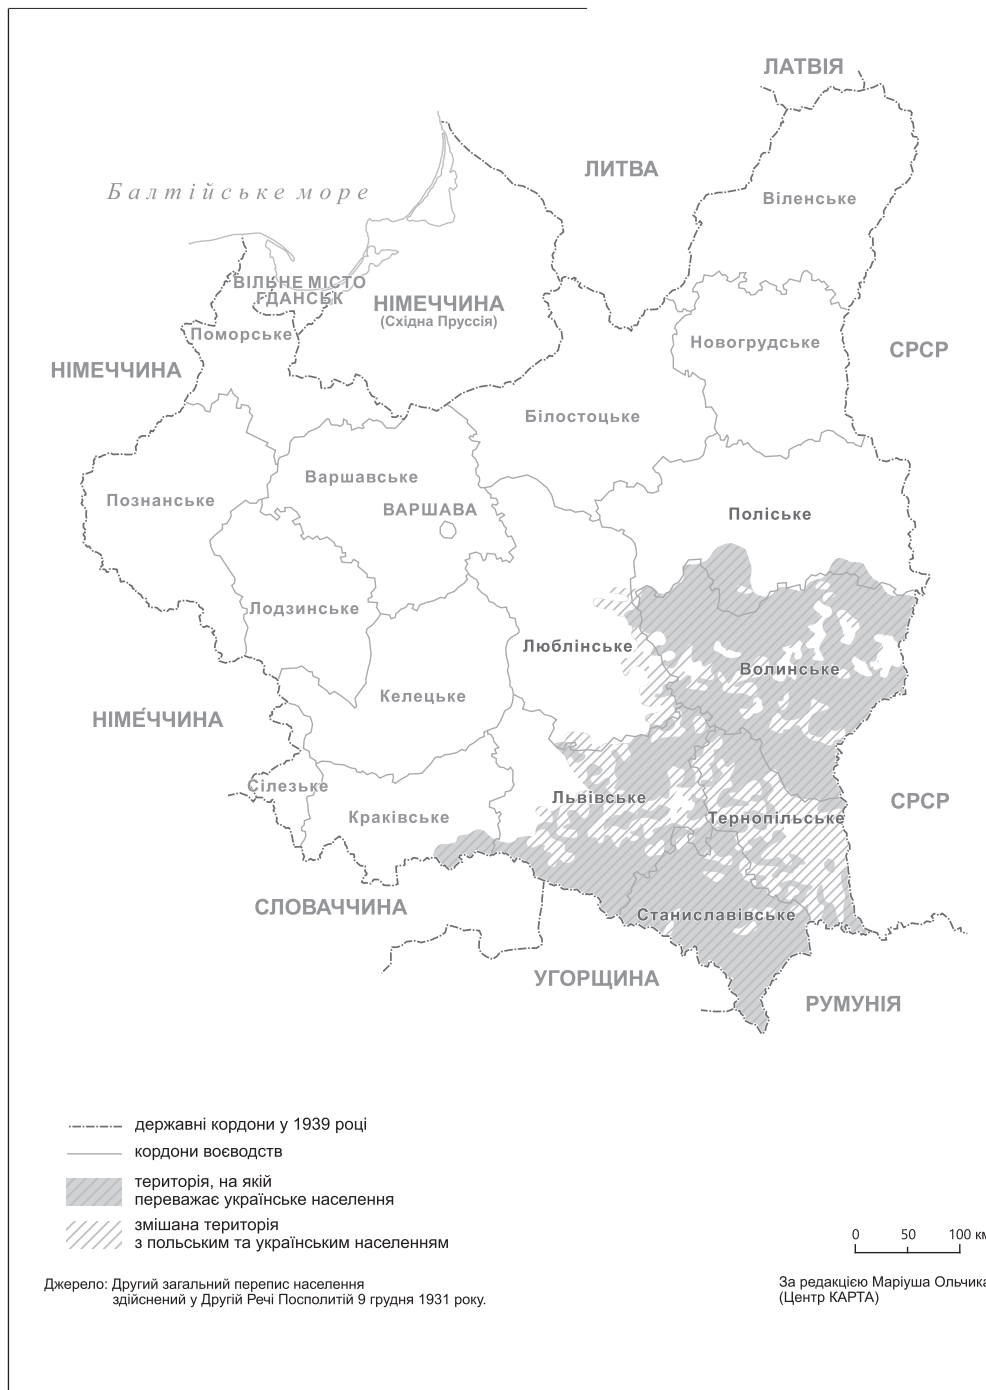 ЛАТВІЯ
ЛИТВА
Балтійське море
Віленське
ВІЛЬНЕ МІСТО
ГДАНСЬК
НІМЕЧЧИНА
(Східна Пруссія)
Поморське
Новогрудське
СРСР
НІМЕЧЧИНА
Білостоцьке
Варшавське
Познанське
ВАРШАВА
Поліське
Лодзинське
Люблінське
Волинське
Келецьке
НІМЕ́ЧЧИНА
Сілезьке
Львівське
СРСР
Краківське
Тернопільське
СЛОВАЧЧИНА
Станиславівське
УГОРЩИНА
РУМУНІЯ
державні кордони у 1939 році
кордони воєводств
територія, на якій
переважає українське населення
змішана територія
з польським та українським населенням
0 50 100 км
Джерело: Другий загальний перепис населення
здійснений у Другій Речі Посполитій 9 грудня 1931 року.
За редакцією Маріуша Ольчика
(Центр КАРТА)